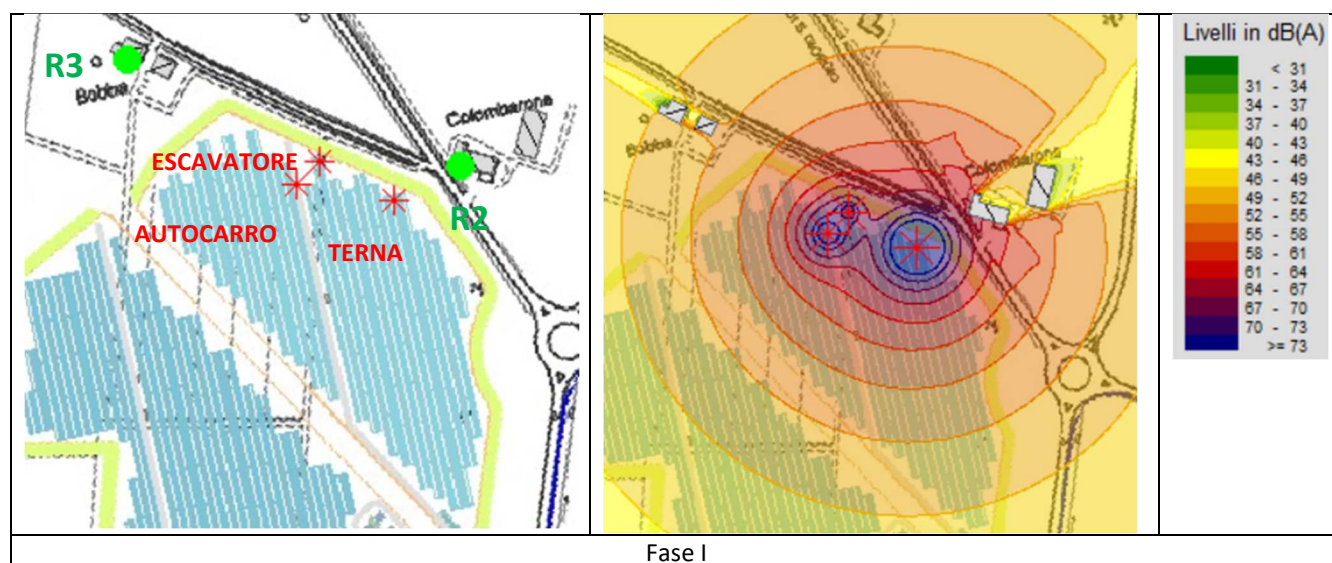 R3
Bobba
Colombarona
ESCAVATORE
R2
AUTOCARRO
TERNA
Bobba
Colombarona
Livelli in dB(A)
< 31
31 - 34
34 - 37
37 - 40
40 - 43
43 - 46
46 - 49
49 - 52
52 - 55
55 - 58
58 - 61
61 - 64
64 - 67
67 - 70
70 - 73
>= 73
Fase I